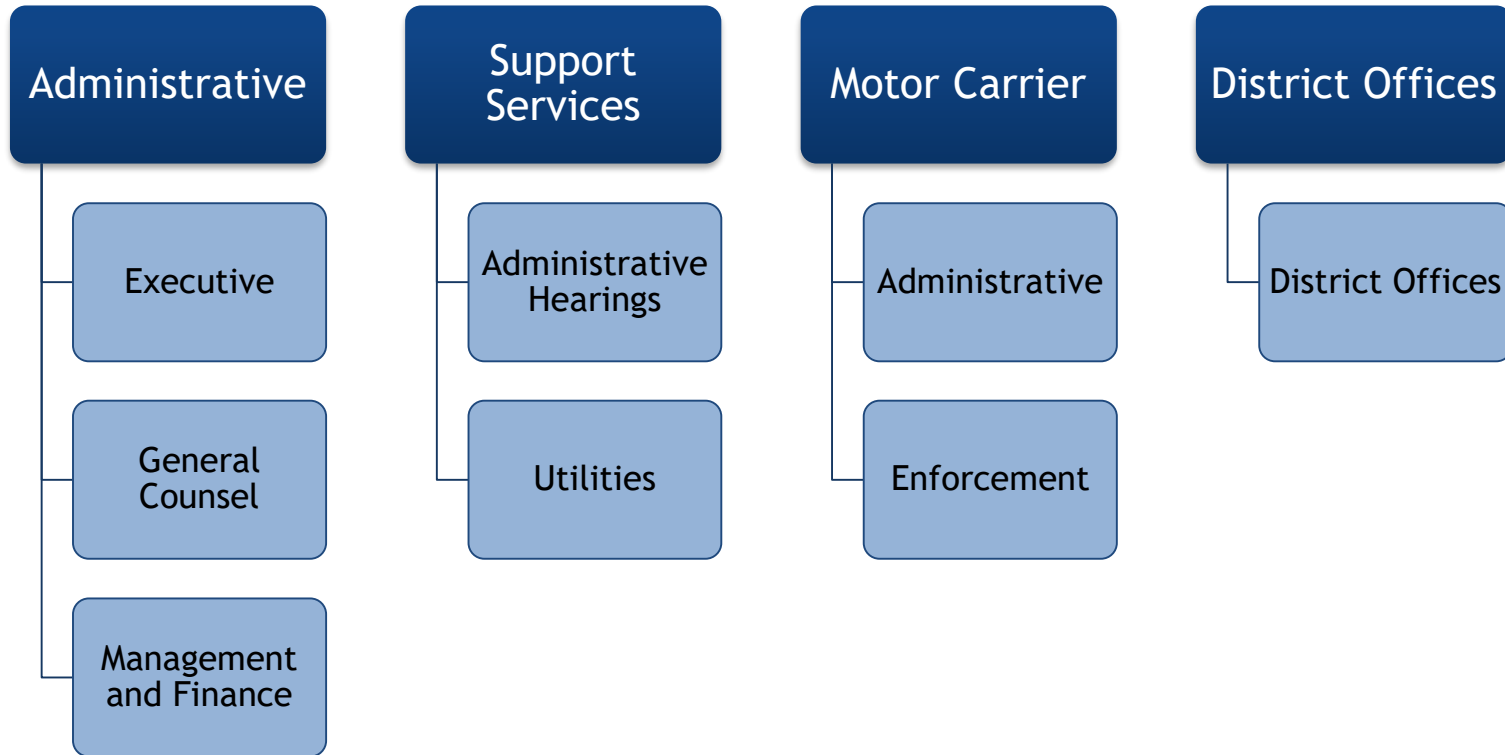 Administrative
Executive
General
Counsel
Management
and Finance
Support
Services
Administrative
Hearings
Utilities
Motor Carrier
Administrative
Enforcement
District Offices
District Offices